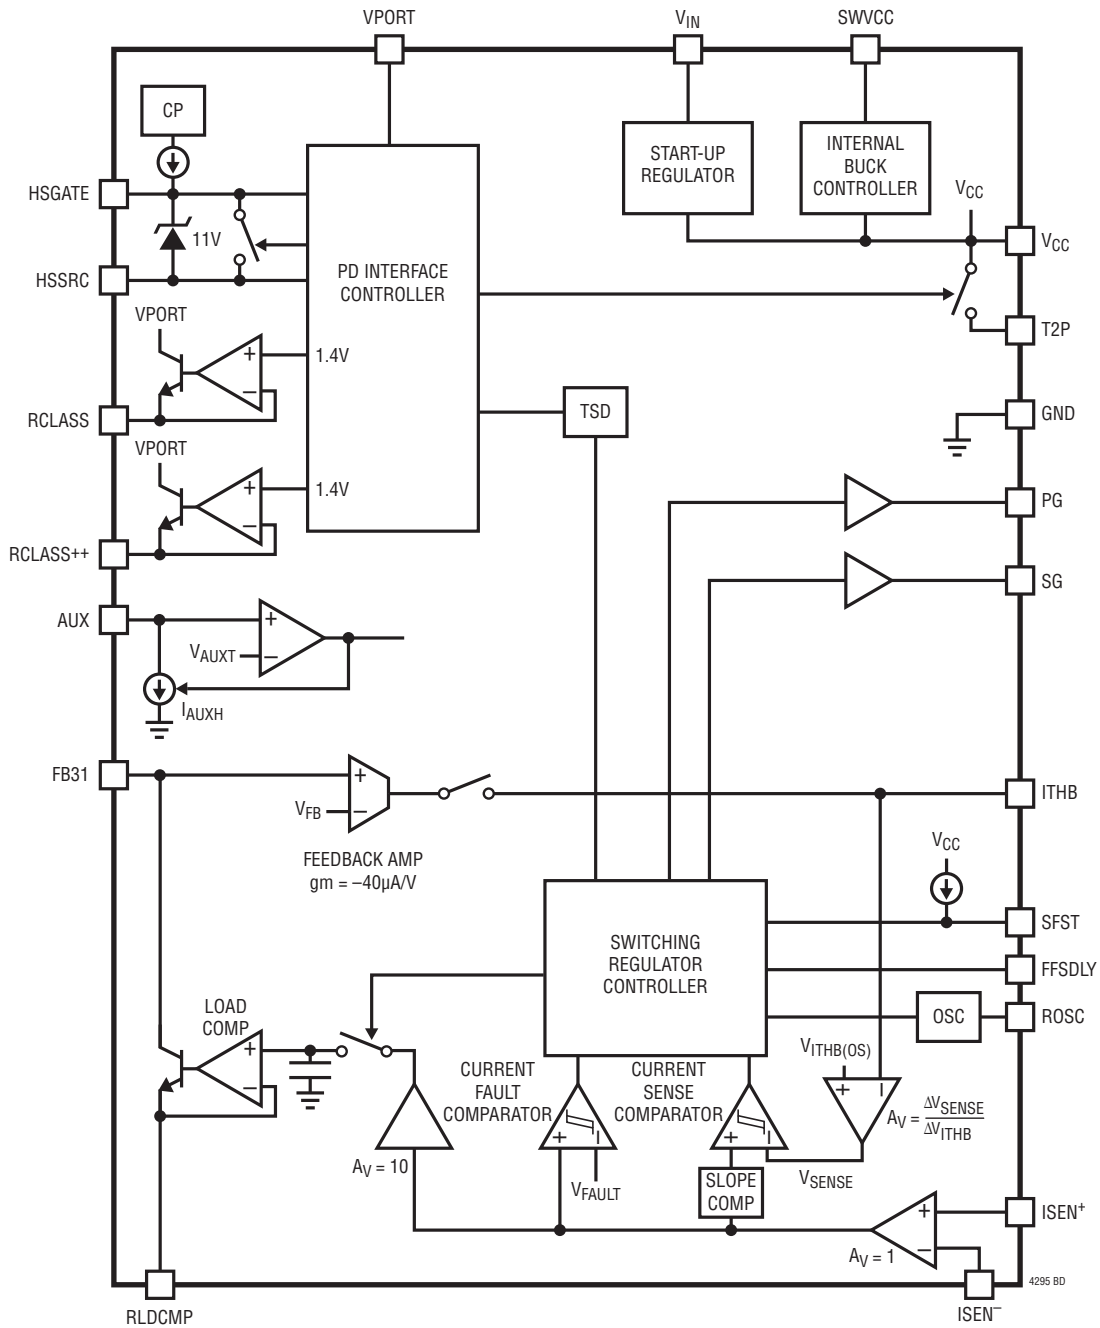 VPORT
VIN
SWVCC
CP
START-UP
REGULATOR
INTERNAL
BUCK
CONTROLLER
VCC
HSGATE
11V
VCC
HSSRC
PD INTERFACE
CONTROLLER
VPORT
T2P
1.4V
RCLASS
TSD
GND
VPORT
1.4V
PG
RCLASS++
SG
AUX
+
VAUXT
–
IAUXH
FB31
+
VFB
–
ITHB
FEEDBACK AMP
gm = –40µA/V
VCC
SFST
SWITCHING
REGULATOR
CONTROLLER
FFSDLY
LOAD
COMP
OSC
ROSC
VITHB(OS)
CURRENT
FAULT
COMPARATOR
CURRENT
SENSE
COMPARATOR
AV = ΔVSENSE
ΔVITHB
AV = 10
VFAULT
SLOPE
COMP
VSENSE
ISEN+
AV = 1
4295 BD
RLDCMP
ISEN–